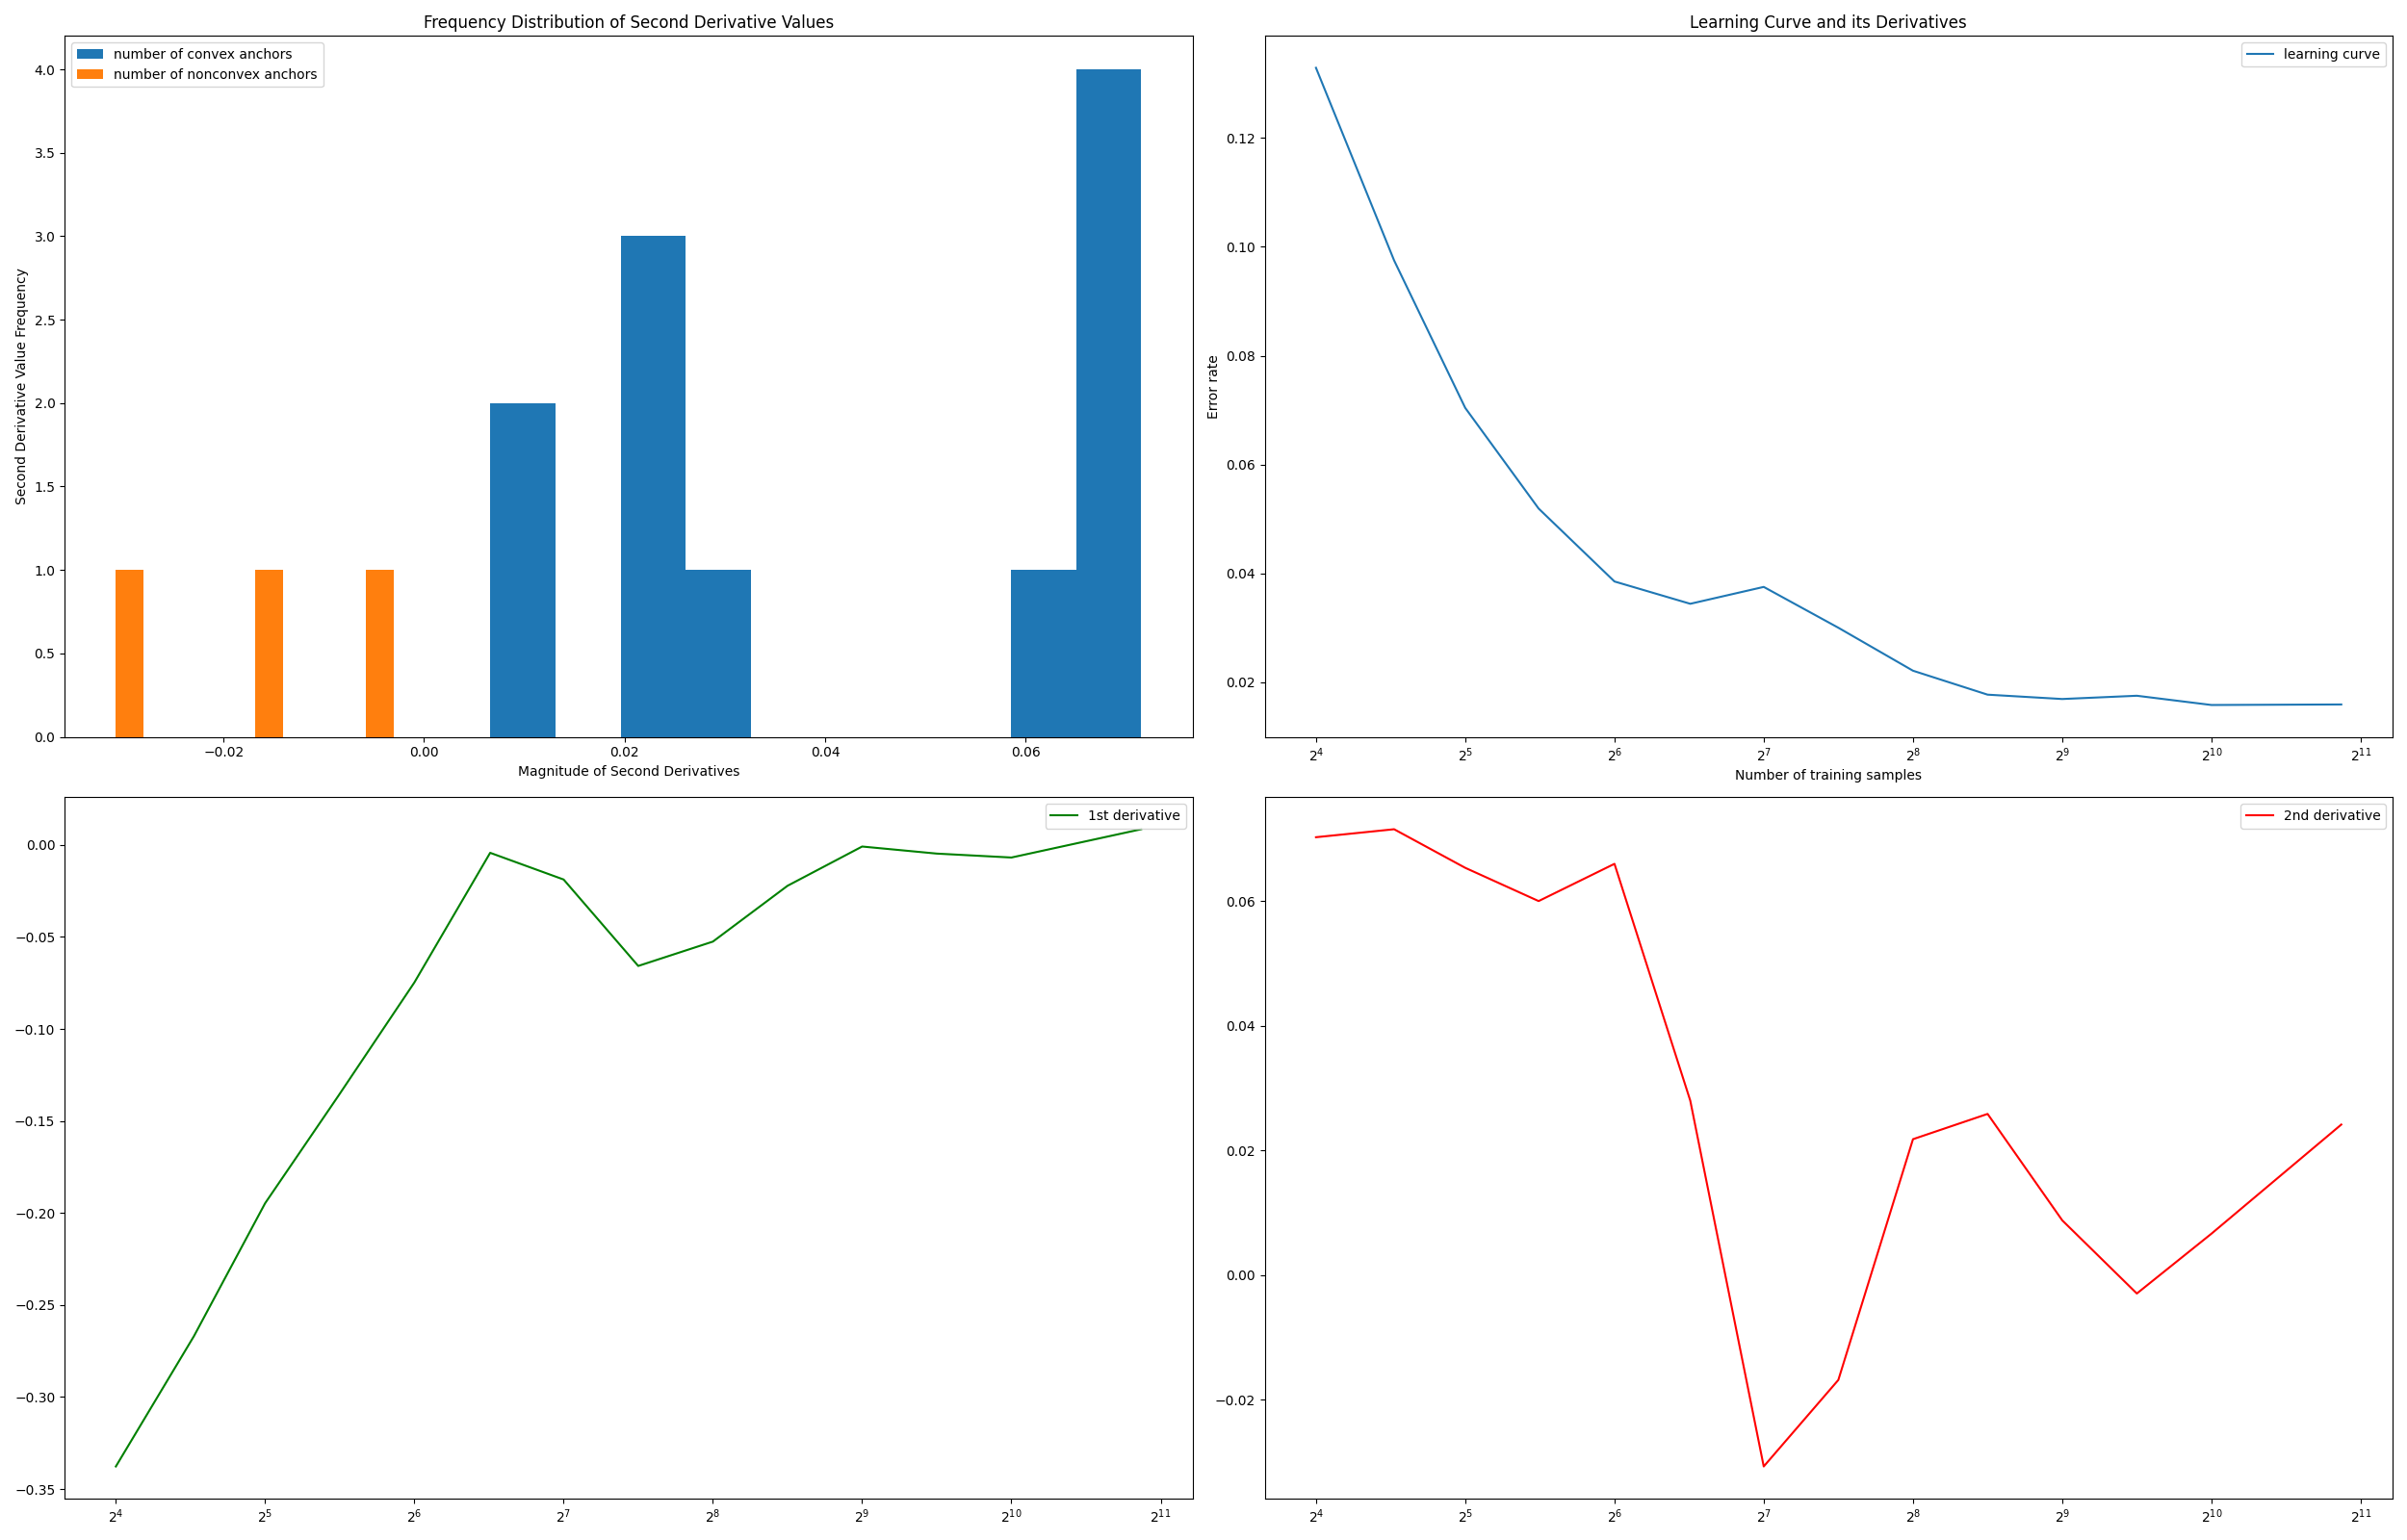 Frequency Distribution of Second Derivative Values
number of convex anchors
number of nonconvex anchors
4.0
3.5
3.0
2.5
2.0
1.5
1.0
0.5
0.0
Second Derivative Value Frequency
−0.02 0.00 0.02 0.04 0.06
Magnitude of Second Derivatives
Learning Curve and its Derivatives
learning curve
0.12
0.10
0.08
0.06
0.04
0.02
Error rate
2⁴ 2⁵ 2⁶ 2⁷ 2⁸ 2⁹ 2¹⁰ 2¹¹
Number of training samples
1st derivative
0.00
−0.05
−0.10
−0.15
−0.20
−0.25
−0.30
−0.35
2⁴ 2⁵ 2⁶ 2⁷ 2⁸ 2⁹ 2¹⁰ 2¹¹
2nd derivative
0.06
0.04
0.02
0.00
−0.02
2⁴ 2⁵ 2⁶ 2⁷ 2⁸ 2⁹ 2¹⁰ 2¹¹